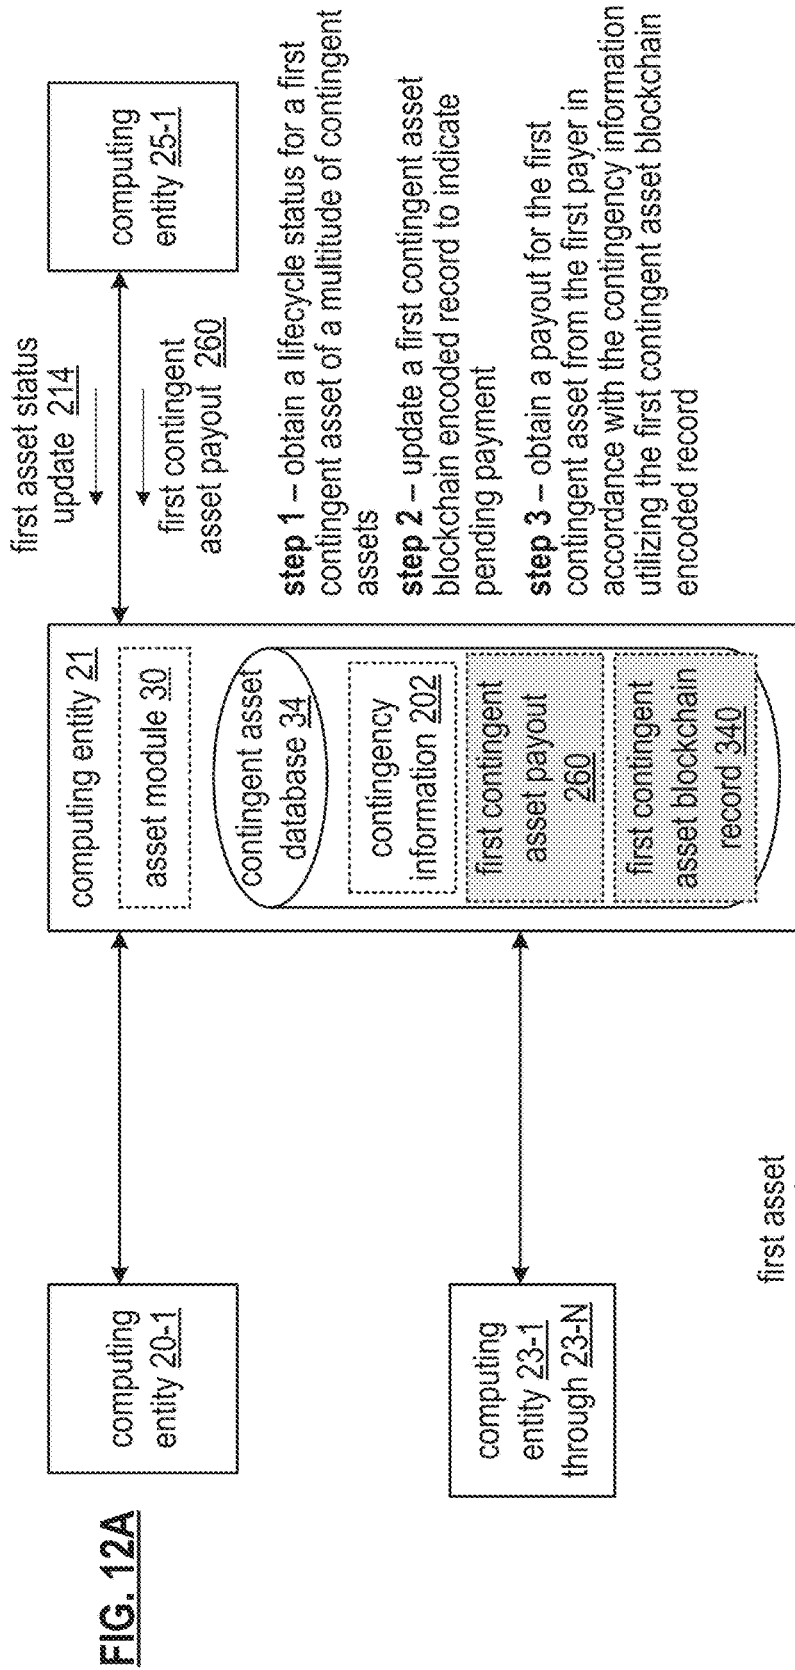 FIG. 12A
computing
entity 20-1
computing
entity 23-1
through 23-N
computing entity 21
asset module 30
contingent asset
database 34
contingency
information 202
first contingent
asset payout
260
first contingent
asset blockchain
record 340
first asset status
update 214
first contingent
asset payout 260
computing
entity 25-1
step 1 – obtain a lifecycle status for a first
contingent asset of a multitude of contingent
assets
step 2 – update a first contingent asset
blockchain encoded record to indicate
pending payment
step 3 – obtain a payout for the first
contingent asset from the first payer in
accordance with the contingency information
utilizing the first contingent asset blockchain
encoded record
first asset